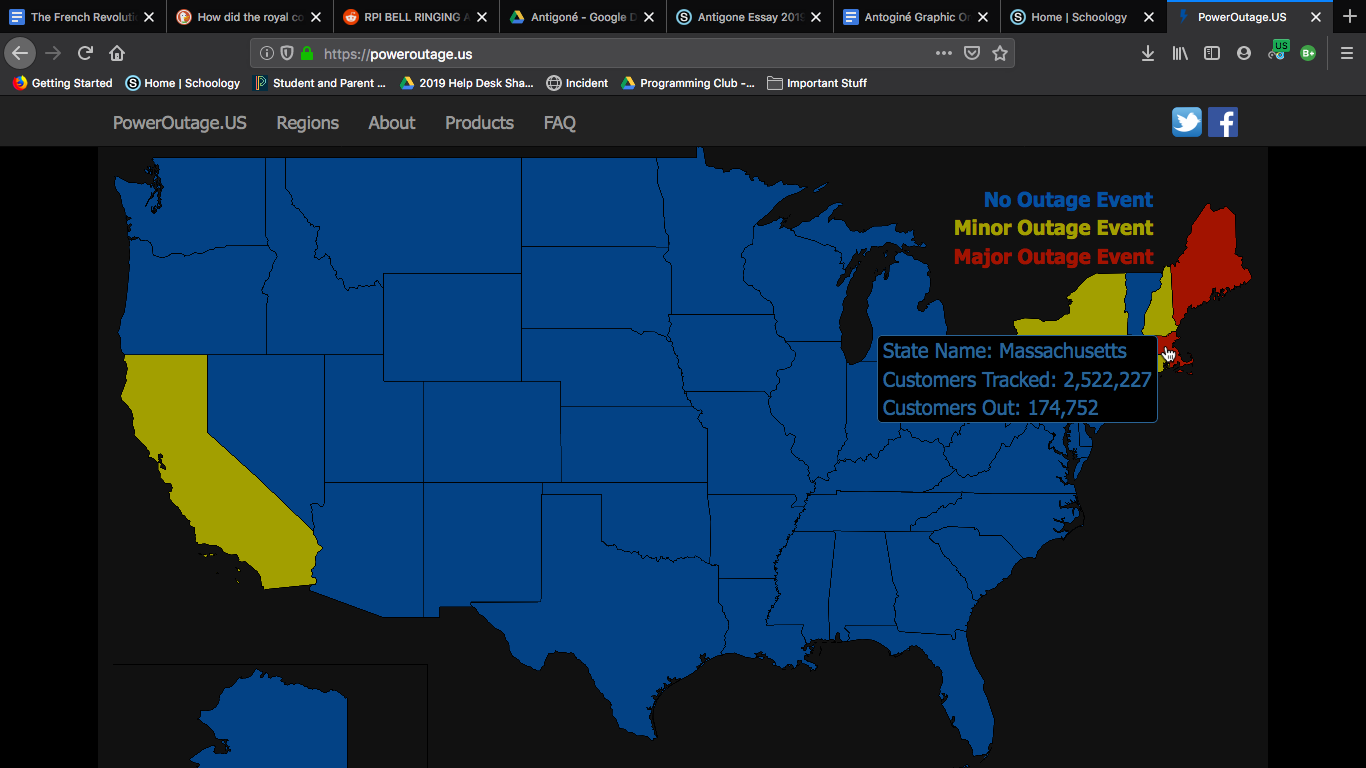 The French Revoluti
How did the royal co
RPI BELL RINGING A
Antigoné - Google D
Antigone Essay 2019
Antoginé Graphic Or
Home | Schoology
PowerOutage.US
https://poweroutage.us
US
B+
Getting Started
Home | Schoology
Student and Parent ...
2019 Help Desk Sha...
Incident
Programming Club -...
Important Stuff
PowerOutage.US
Regions
About
Products
FAQ
No Outage Event
Minor Outage Event
Major Outage Event
State Name: Massachusetts
Customers Tracked: 2,522,227
Customers Out: 174,752